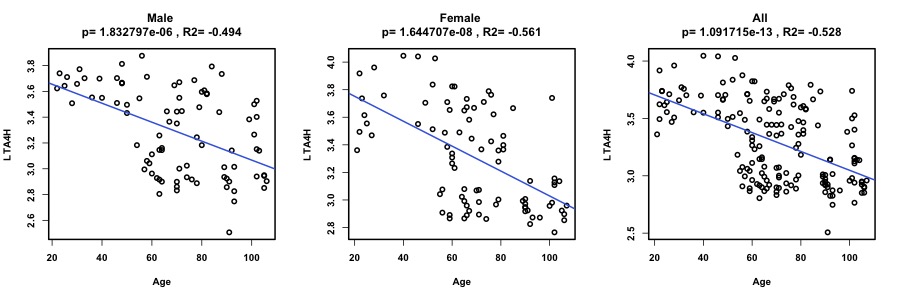 Male
p= 1.832797e-06 , R2= -0.494
LTA4H
3.8
3.6
3.4
3.2
3.0
2.8
2.6
20 40 60 80 100
Age
Female
p= 1.644707e-08 , R2= -0.561
LTA4H
4.0
3.8
3.6
3.4
3.2
3.0
2.8
20 40 60 80 100
Age
All
p= 1.091715e-13 , R2= -0.528
LTA4H
4.0
3.5
3.0
2.5
20 40 60 80 100
Age